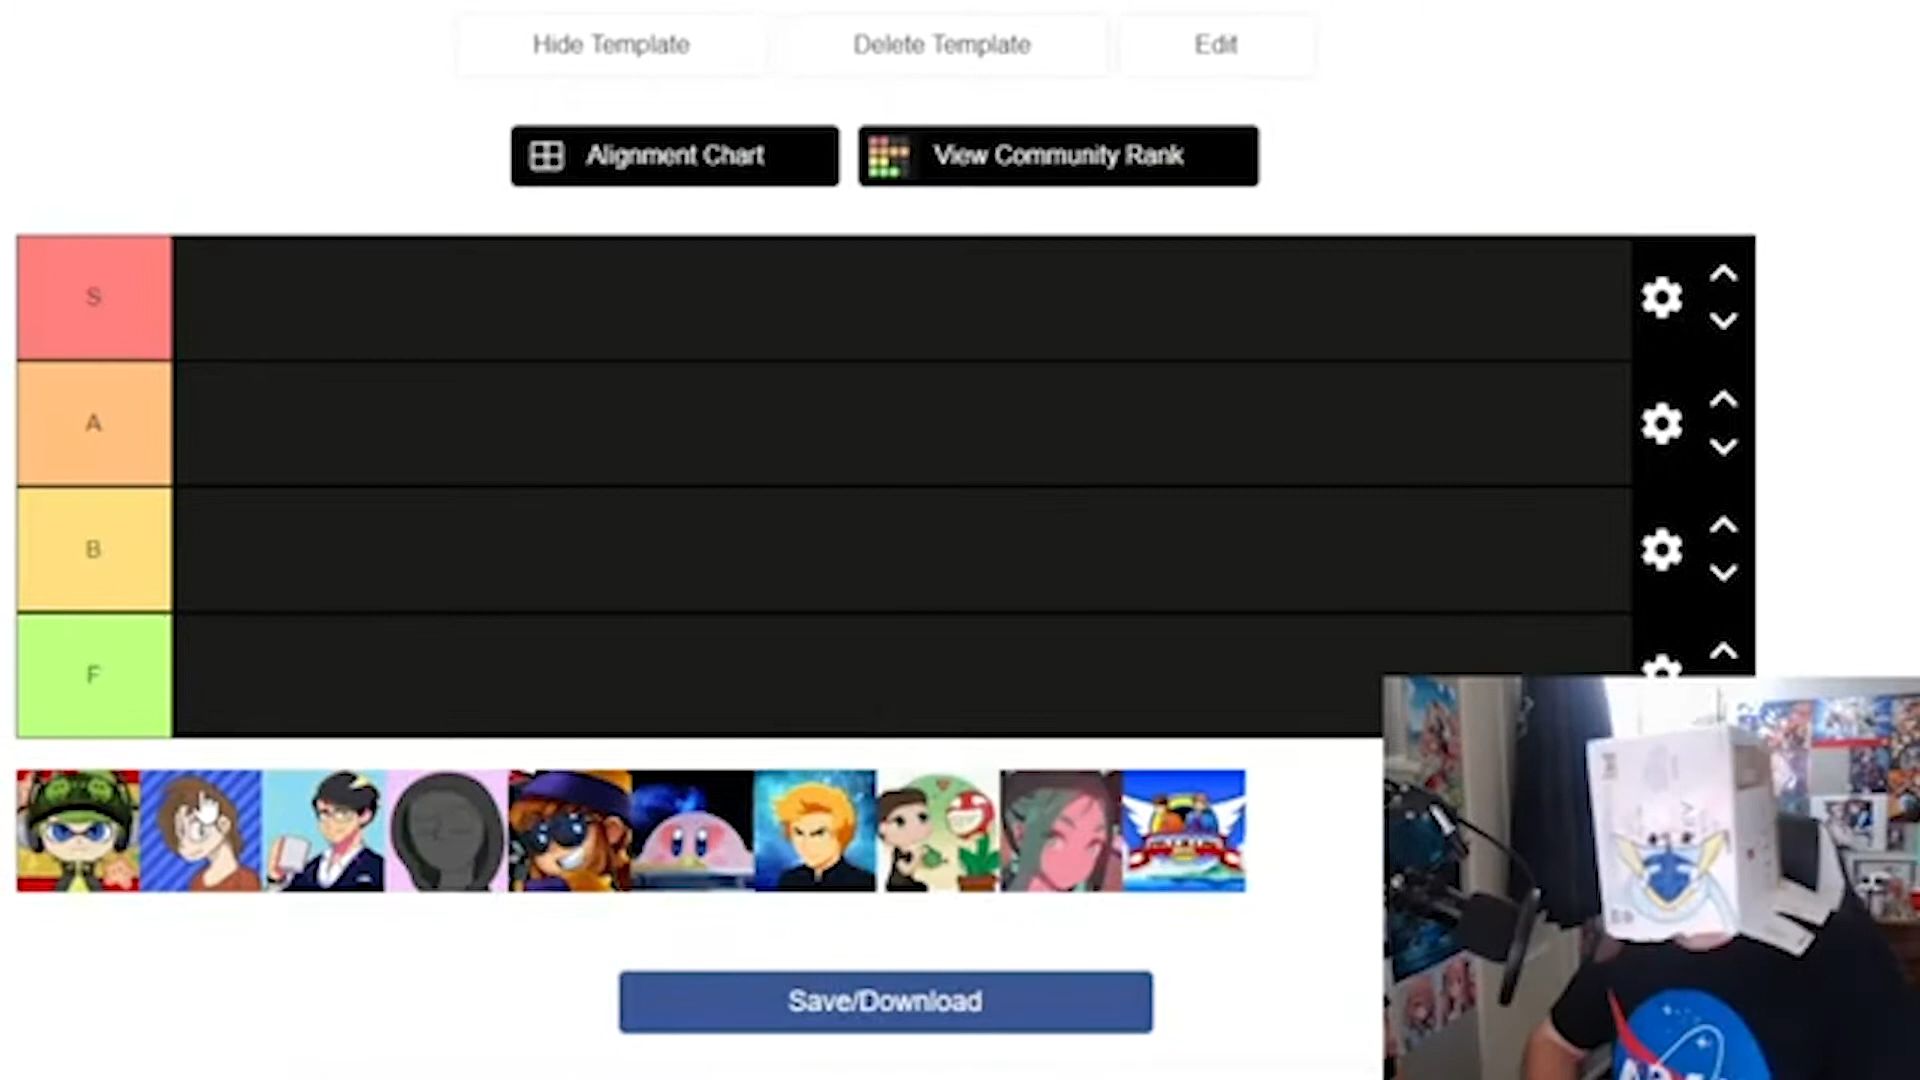 Hide Template
Delete Template
Edit
Alignment Chart
View Community Rank
S
A
B
F
Save/Download